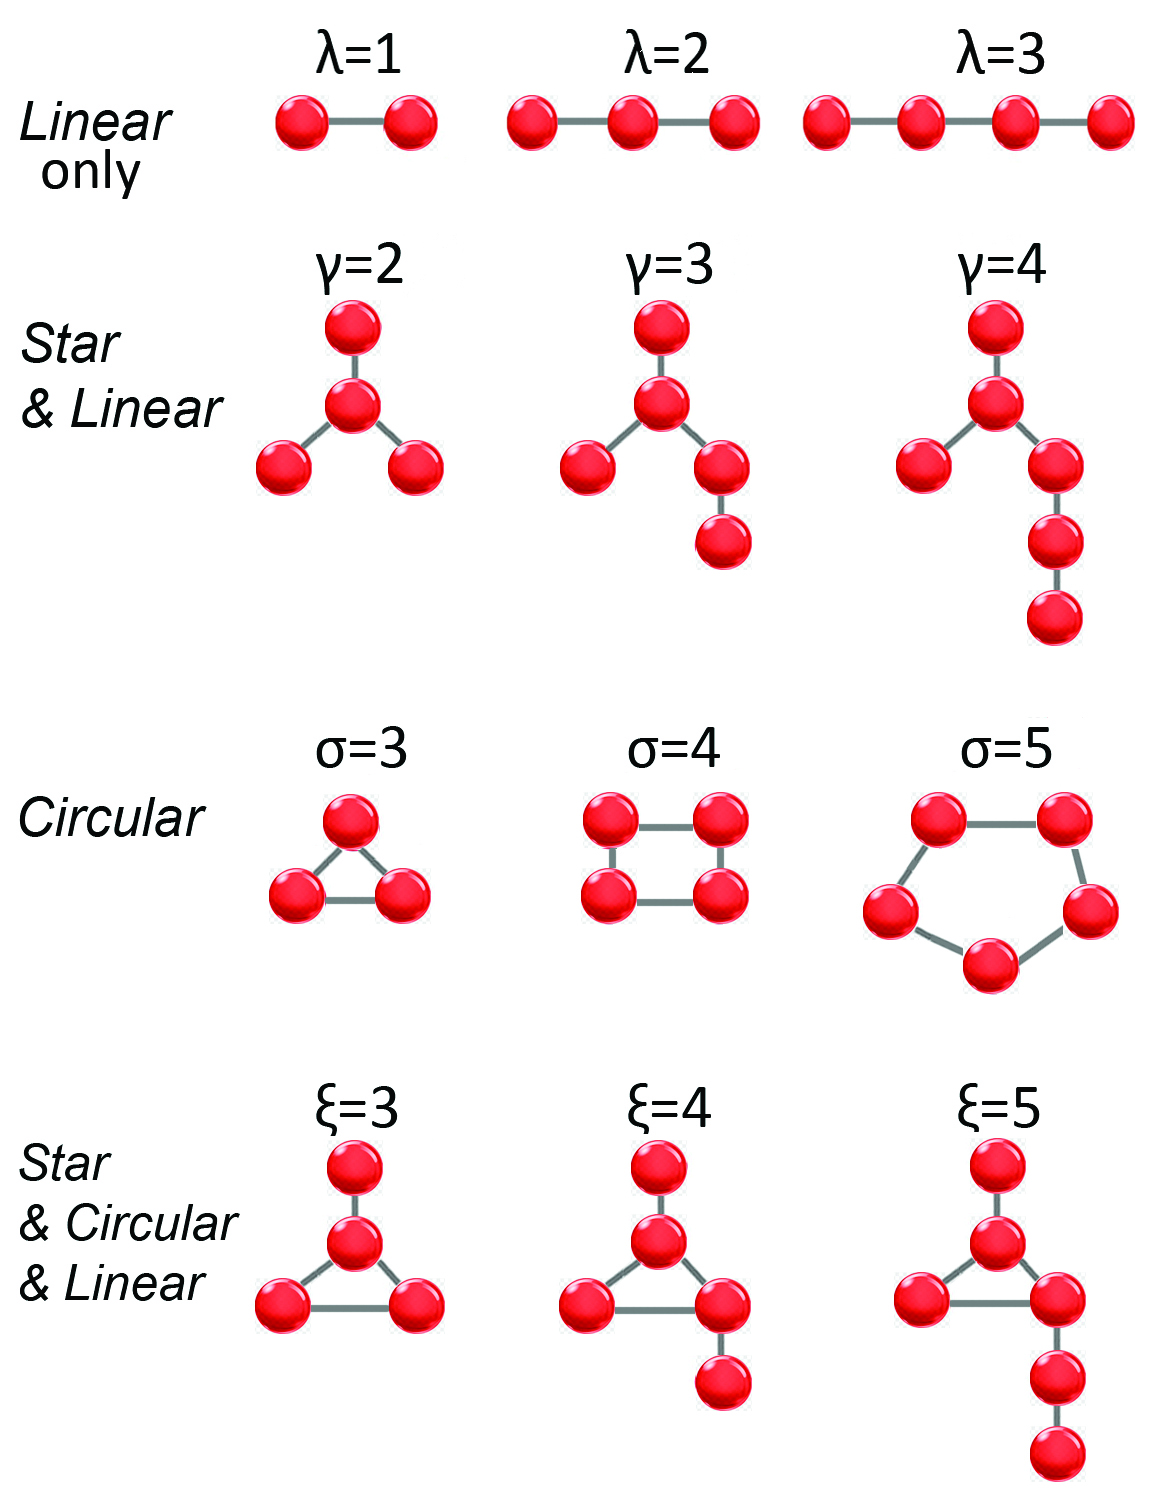 λ=1
λ=2
λ=3
Linear
only
γ=2
γ=3
γ=4
Star
& Linear
σ=3
σ=4
σ=5
Circular
ξ=3
ξ=4
ξ=5
Star
& Circular
& Linear